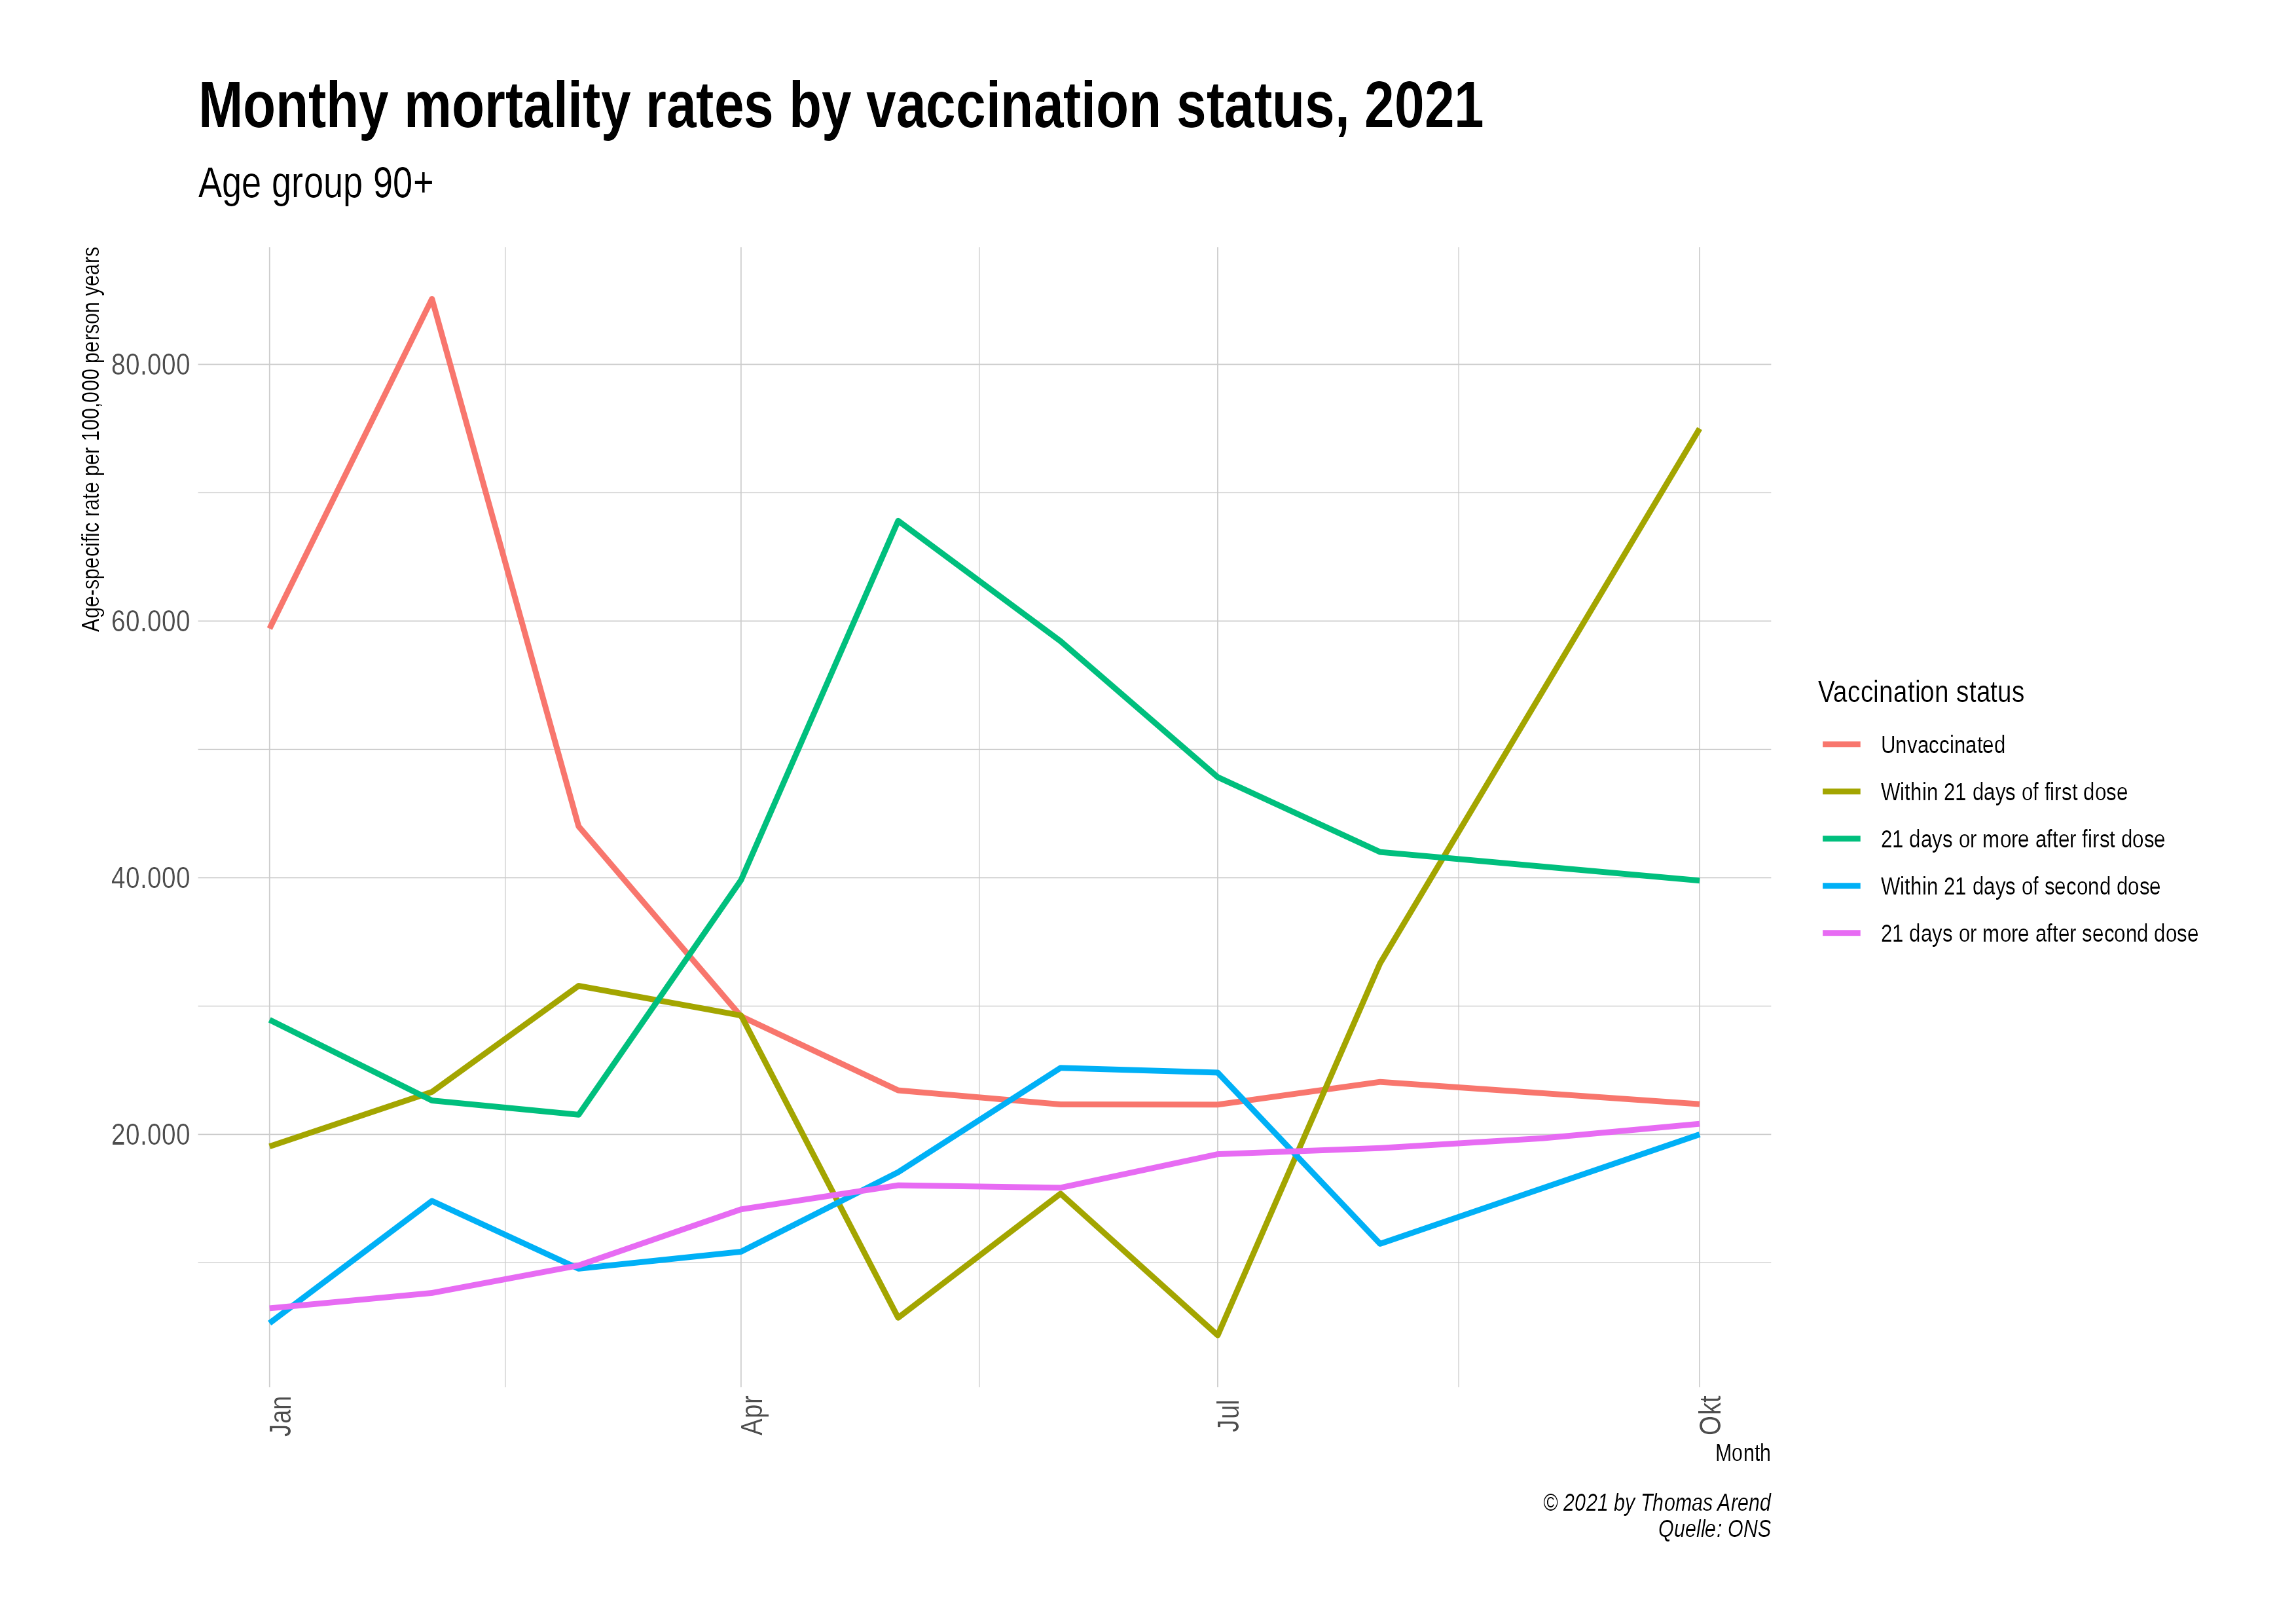 Monthy mortality rates by vaccination status, 2021
Age group 90+
Age-specific rate per 100,000 person years
80.000
60.000
40.000
20.000
Jan
Apr
Jul
Okt
Month
Vaccination status
Unvaccinated
Within 21 days of first dose
21 days or more after first dose
Within 21 days of second dose
21 days or more after second dose
© 2021 by Thomas Arend
Quelle: ONS